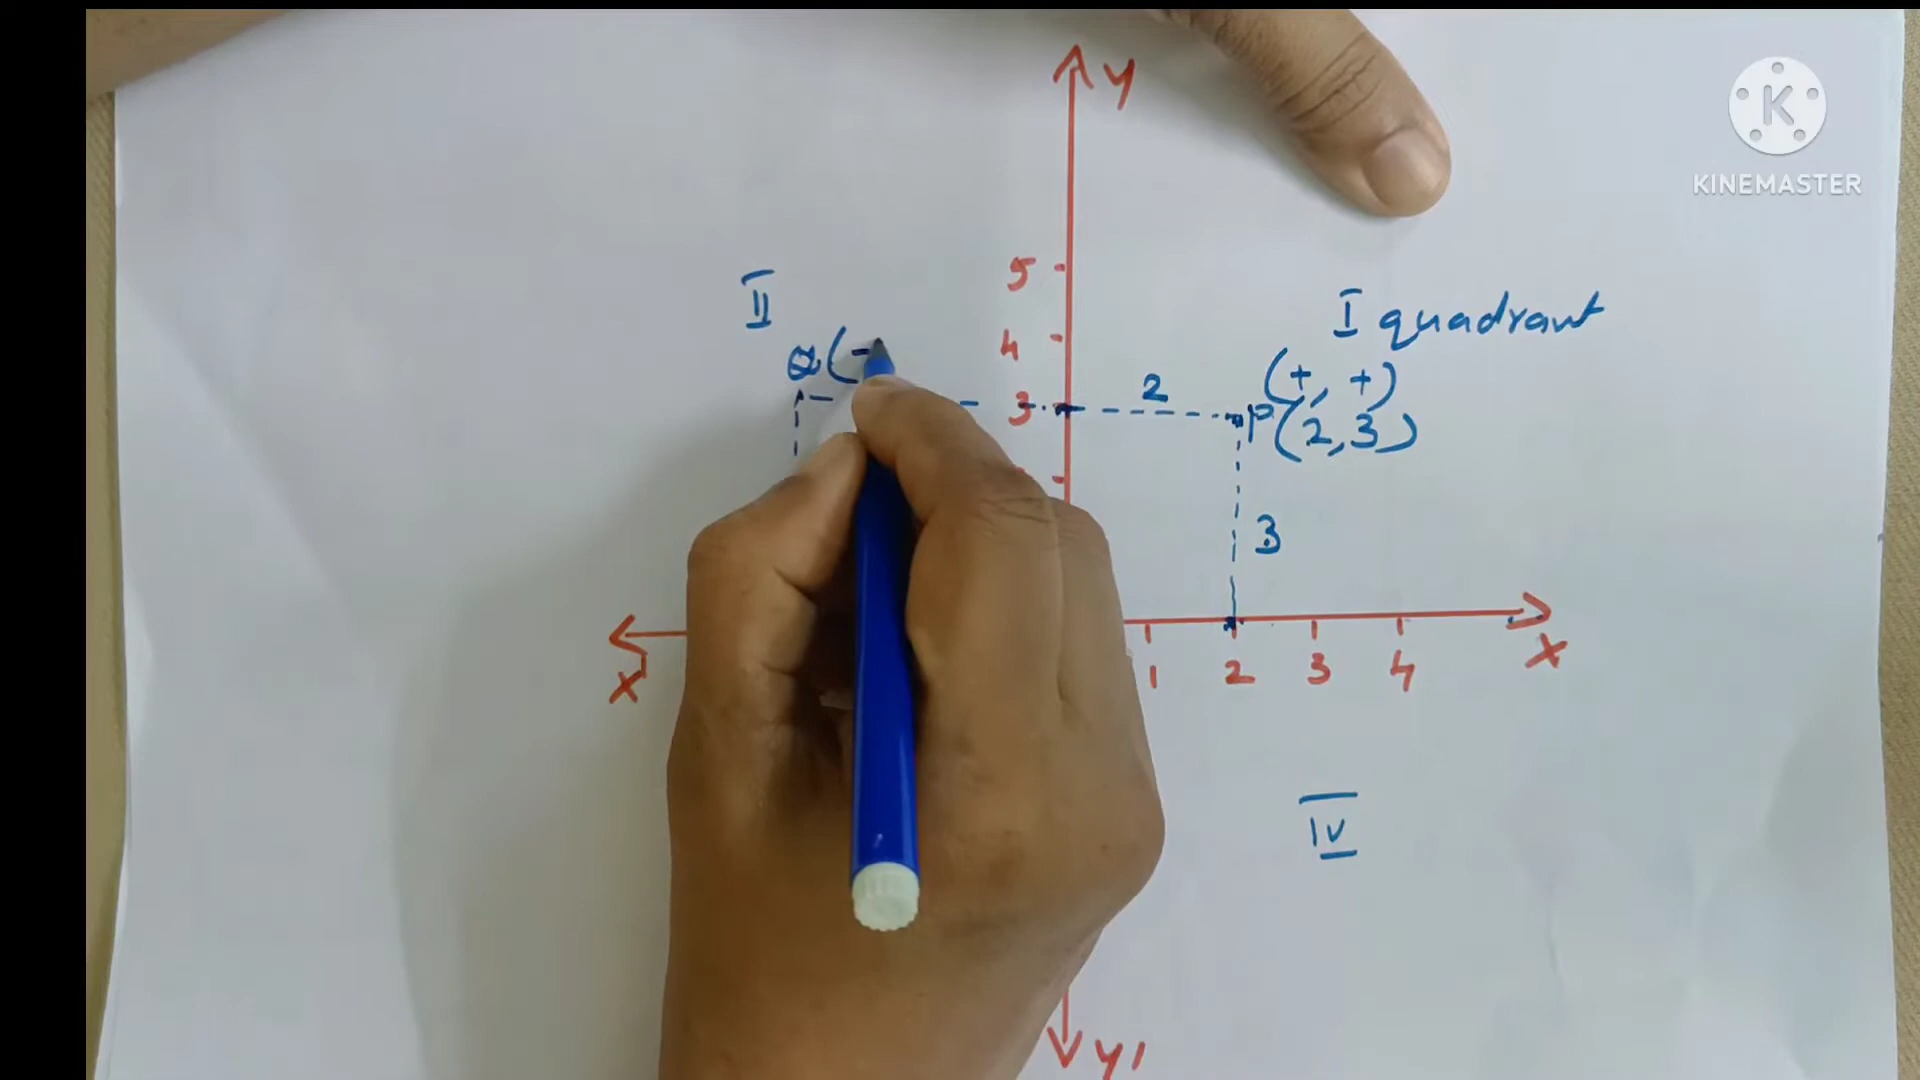 Y
K
KINEMASTER
5
II
I quadrant
4
Q(-
(+, +)
2
3
P(2,3)
3
X
X'
1 2 3 4
IV
Y'